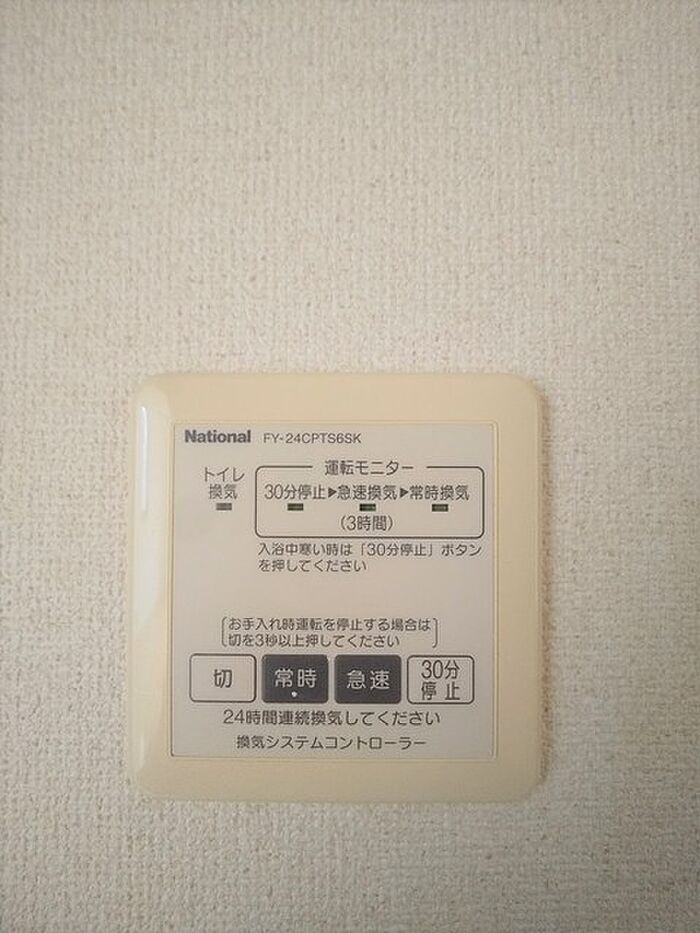 National FY-24CPTS6SK
トイレ
換気
運転モニター
30分停止▶急速換気▶常時換気
(3時間)
入浴中寒い時は「30分停止」ボタン
を押してください
お手入れ時運転を停止する場合は
切を3秒以上押してください
切 常時 急速 30分
停止
24時間連続換気してください
換気システムコントローラー